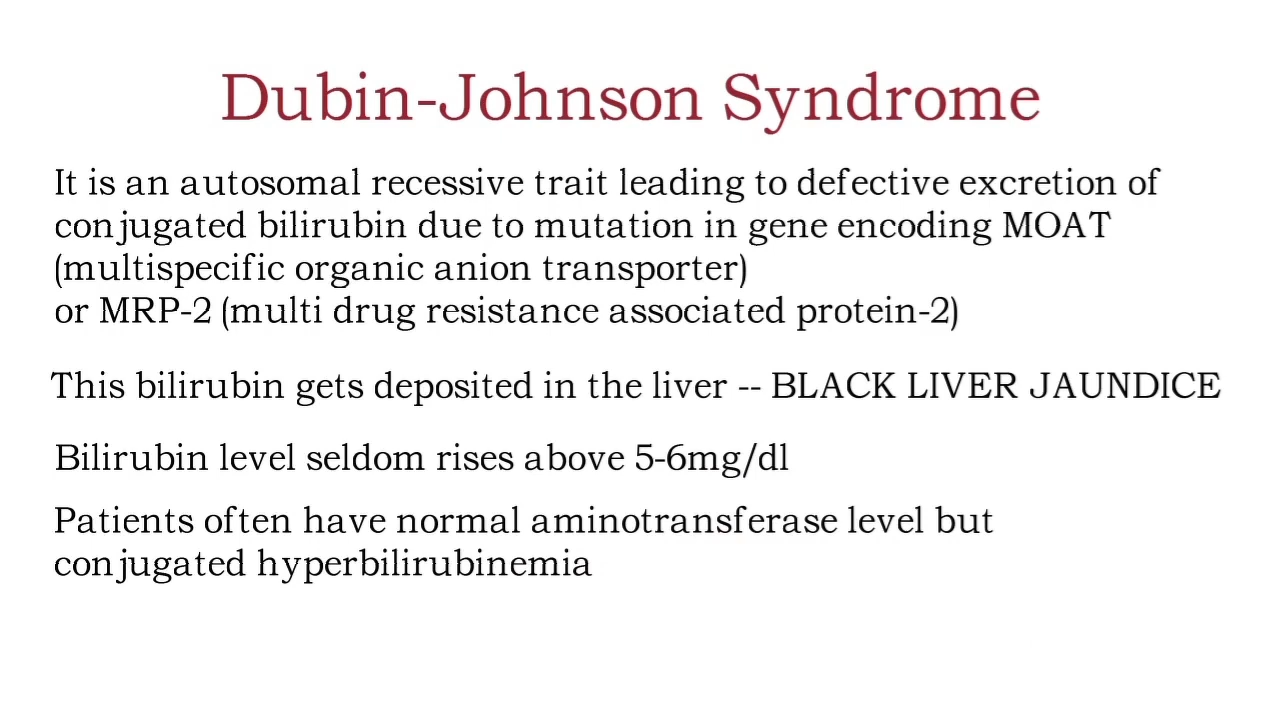 Dubin-Johnson Syndrome
It is an autosomal recessive trait leading to defective excretion of
conjugated bilirubin due to mutation in gene encoding MOAT
(multispecific organic anion transporter)
or MRP-2 (multi drug resistance associated protein-2)
This bilirubin gets deposited in the liver -- BLACK LIVER JAUNDICE
Bilirubin level seldom rises above 5-6mg/dl
Patients often have normal aminotransferase level but
conjugated hyperbilirubinemia